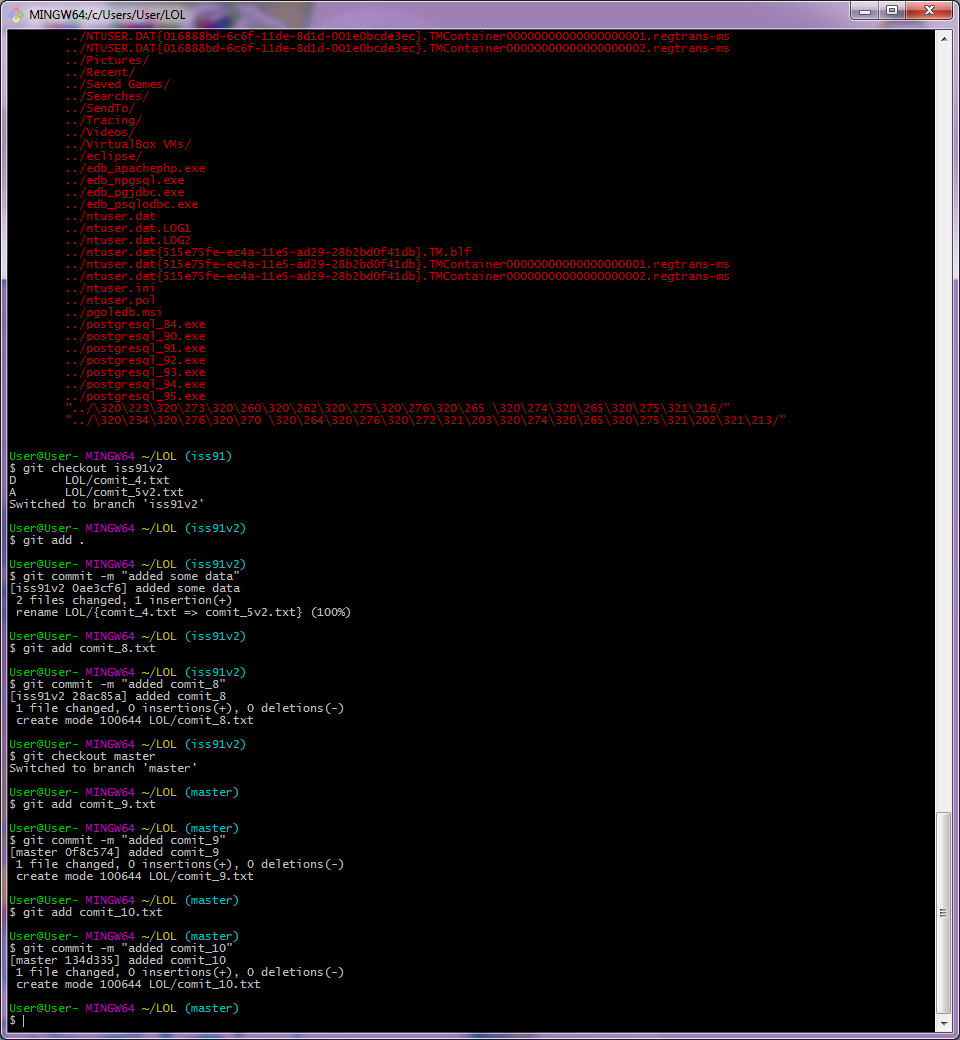 MINGW64:/c/Users/User/LOL
../NTUSER.DAT{016888bd-6c6f-11de-8d1d-001e0bcde3ec}.TMContainer00000000000000000001.regtrans-ms
../NTUSER.DAT{016888bd-6c6f-11de-8d1d-001e0bcde3ec}.TMContainer00000000000000000002.regtrans-ms
../Pictures/
../Recent/
../Saved Games/
../Searches/
../SendTo/
../Tracing/
../Videos/
../VirtualBox VMs/
../eclipse/
../edb_apachephp.exe
../edb_npgsql.exe
../edb_pgjdbc.exe
../edb_psqlodbc.exe
../ntuser.dat
../ntuser.dat.LOG1
../ntuser.dat.LOG2
../ntuser.dat{515e75fe-ec4a-11e5-ad29-28b2bd0f41db}.TM.blf
../ntuser.dat{515e75fe-ec4a-11e5-ad29-28b2bd0f41db}.TMContainer00000000000000000001.regtrans-ms
../ntuser.dat{515e75fe-ec4a-11e5-ad29-28b2bd0f41db}.TMContainer00000000000000000002.regtrans-ms
../ntuser.ini
../ntuser.pol
../pgoledb.msi
../postgresql_84.exe
../postgresql_90.exe
../postgresql_91.exe
../postgresql_92.exe
../postgresql_93.exe
../postgresql_94.exe
../postgresql_95.exe
"../\320\223\320\273\320\260\320\262\320\275\320\276\320\265 \320\274\320\265\320\275\321\216/"
"../\320\234\320\276\320\270 \320\264\320\276\320\272\321\203\320\274\320\265\320\275\321\202\321\213/"
User@User- MINGW64 ~/LOL (iss91)
$ git checkout iss91v2
D LOL/comit_4.txt
A LOL/comit_5v2.txt
Switched to branch 'iss91v2'
User@User- MINGW64 ~/LOL (iss91v2)
$ git add .
User@User- MINGW64 ~/LOL (iss91v2)
$ git commit -m "added some data"
[iss91v2 0ae3cf6] added some data
2 files changed, 1 insertion(+)
rename LOL/{comit_4.txt => comit_5v2.txt} (100%)
User@User- MINGW64 ~/LOL (iss91v2)
$ git add comit_8.txt
User@User- MINGW64 ~/LOL (iss91v2)
$ git commit -m "added comit_8"
[iss91v2 28ac85a] added comit_8
1 file changed, 0 insertions(+), 0 deletions(-)
create mode 100644 LOL/comit_8.txt
User@User- MINGW64 ~/LOL (iss91v2)
$ git checkout master
Switched to branch 'master'
User@User- MINGW64 ~/LOL (master)
$ git add comit_9.txt
User@User- MINGW64 ~/LOL (master)
$ git commit -m "added comit_9"
[master 0f8c574] added comit_9
1 file changed, 0 insertions(+), 0 deletions(-)
create mode 100644 LOL/comit_9.txt
User@User- MINGW64 ~/LOL (master)
$ git add comit_10.txt
User@User- MINGW64 ~/LOL (master)
$ git commit -m "added comit_10"
[master 134d335] added comit_10
1 file changed, 0 insertions(+), 0 deletions(-)
create mode 100644 LOL/comit_10.txt
User@User- MINGW64 ~/LOL (master)
$